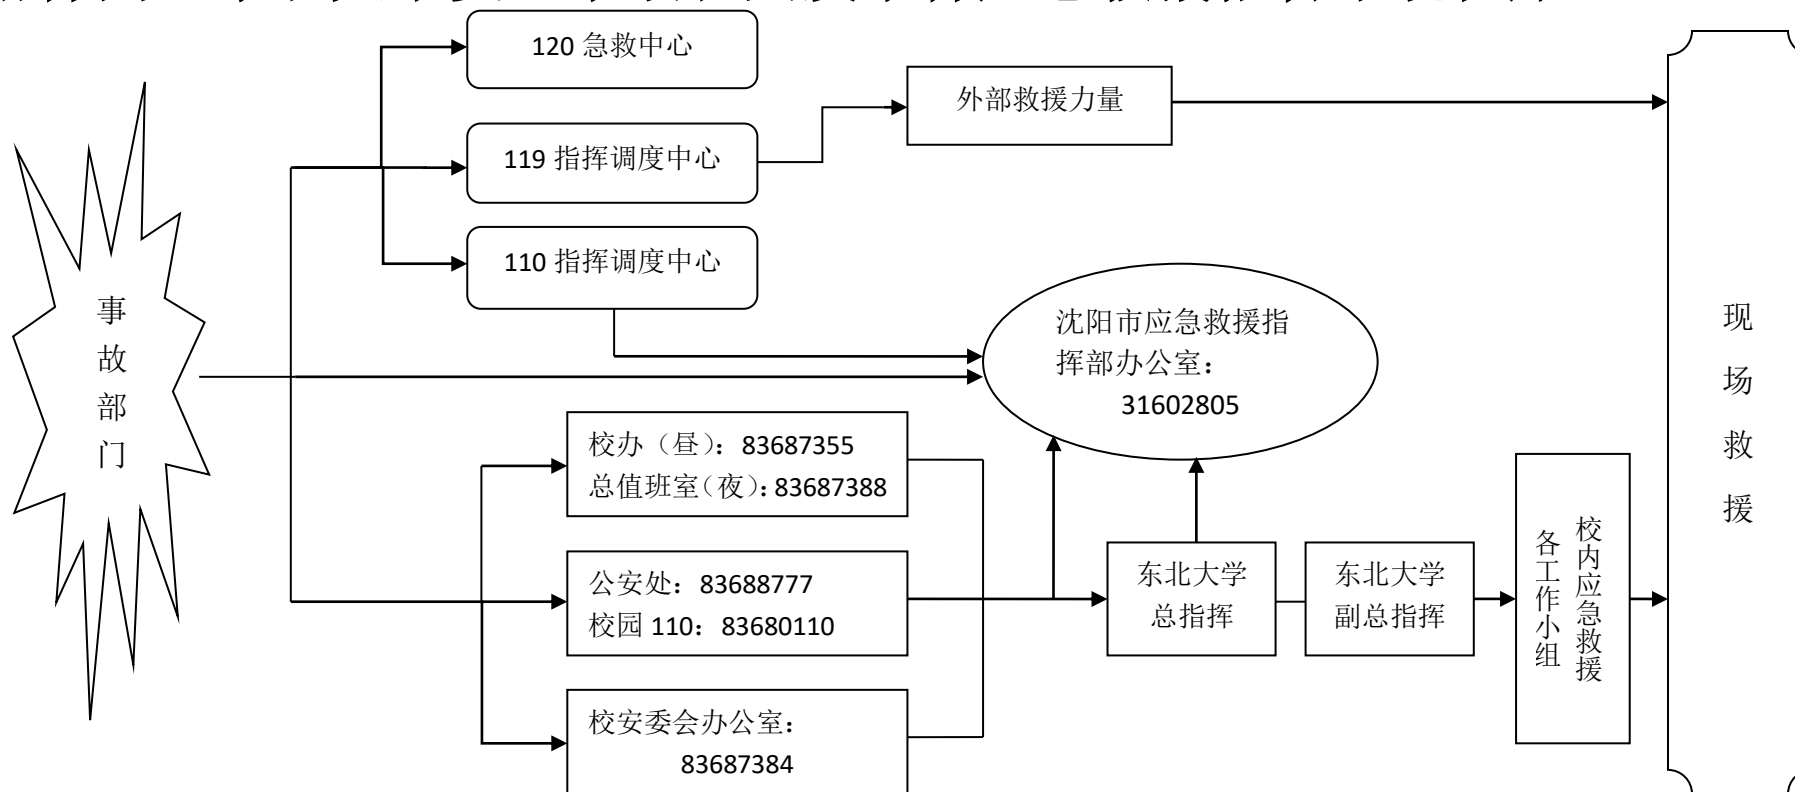 120 急救中心
119 指挥调度中心
110 指挥调度中心
外部救援力量
事故部门
沈阳市应急救援指
挥部办公室：
31602805
校办（昼）：83687355
总值班室（夜）：83687388
公安处：83688777
校园 110：83680110
校安委会办公室：
83687384
东北大学
总指挥
东北大学
副总指挥
校内应急救援
各工作小组
现场救援